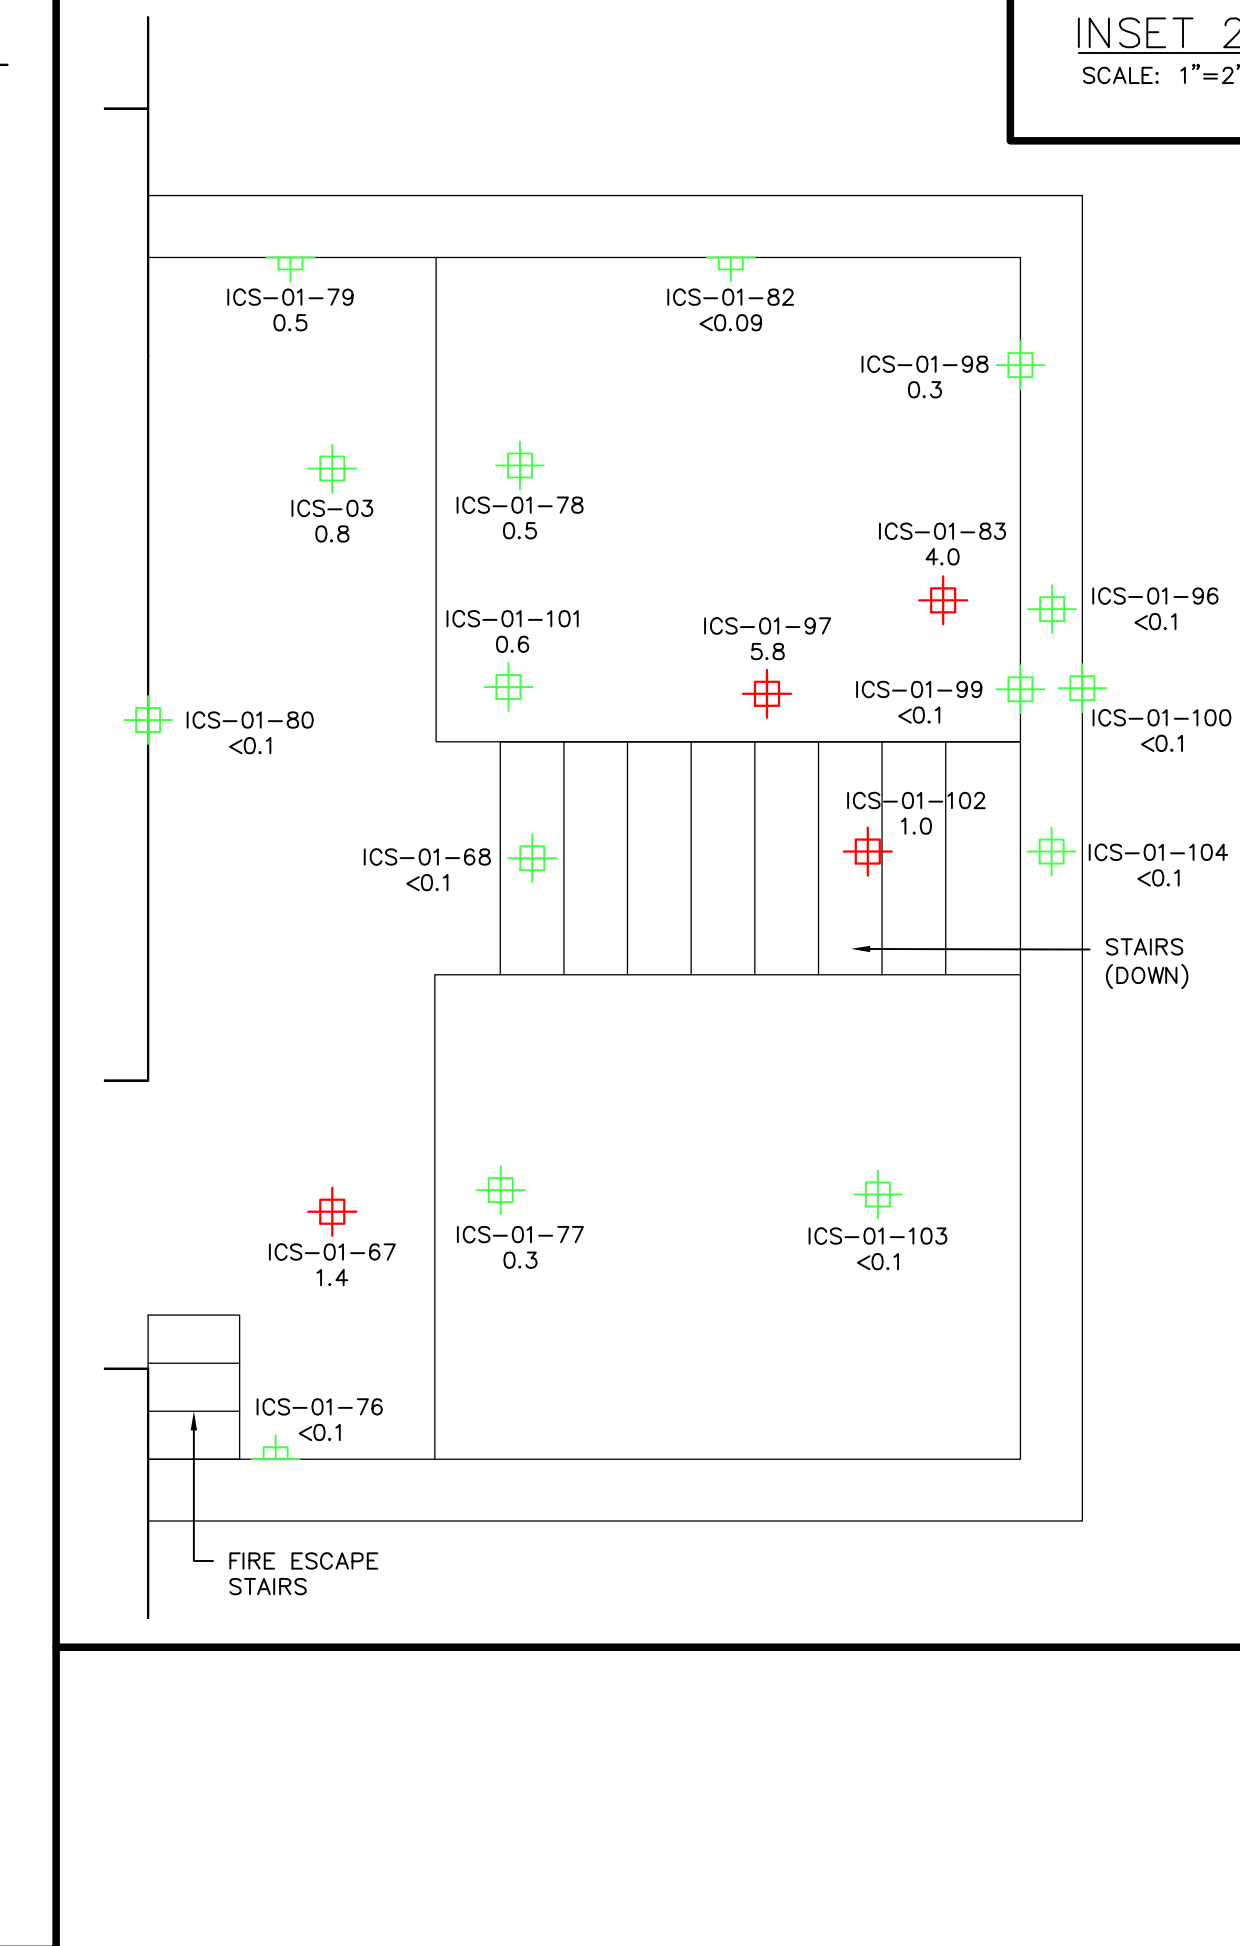 INSET 2
SCALE: 1"=2'
ICS-01-79
0.5
ICS-01-82
<0.09
ICS-01-98
0.3
ICS-03
0.8
ICS-01-78
0.5
ICS-01-83
4.0
ICS-01-96
<0.1
ICS-01-101
0.6
ICS-01-97
5.8
ICS-01-99
<0.1
ICS-01-80
<0.1
ICS-01-100
<0.1
ICS-01-102
1.0
ICS-01-68
<0.1
ICS-01-104
<0.1
STAIRS
(DOWN)
ICS-01-67
1.4
ICS-01-77
0.3
ICS-01-103
<0.1
ICS-01-76
<0.1
FIRE ESCAPE
STAIRS